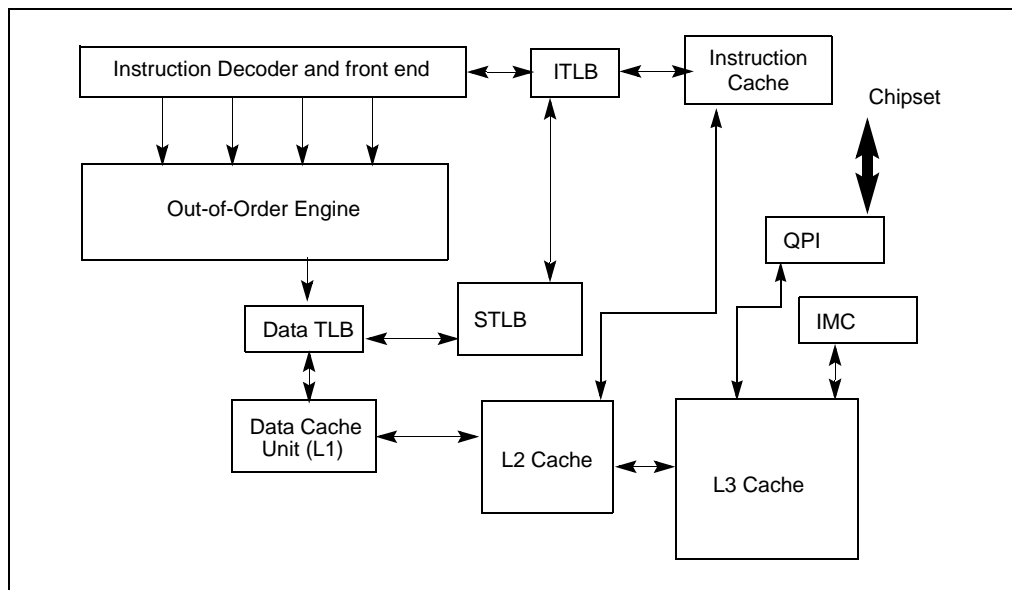 Instruction Decoder and front end
ITLB
Instruction
Cache
Chipset
Out-of-Order Engine
QPI
Data TLB
STLB
IMC
Data Cache
Unit (L1)
L2 Cache
L3 Cache